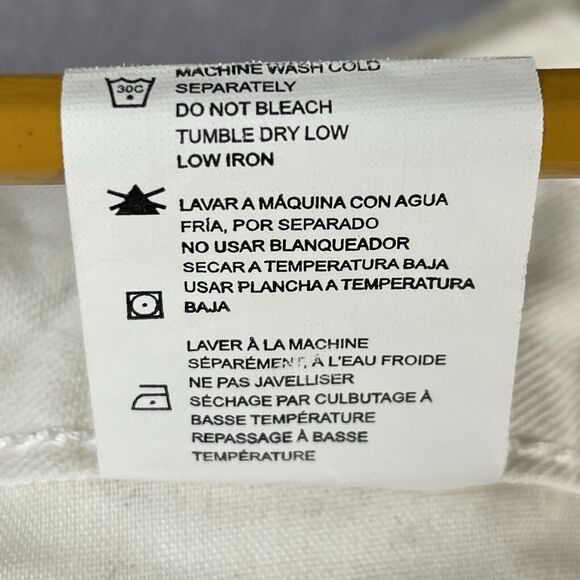 MACHINE WASH COLD
30C
SEPARATELY
DO NOT BLEACH
TUMBLE DRY LOW
LOW IRON
LAVAR A MÁQUINA CON AGUA
FRÍA, POR SEPARADO
NO USAR BLANQUEADOR
SECAR A TEMPERATURA BAJA
USAR PLANCHA A TEMPERATURA
BAJA
LAVER À LA MACHINE
SÉPARÉMENT, À L'EAU FROIDE
NE PAS JAVELLISER
SÉCHAGE PAR CULBUTAGE À
BASSE TEMPÉRATURE
REPASSAGE À BASSE
TEMPÉRATURE